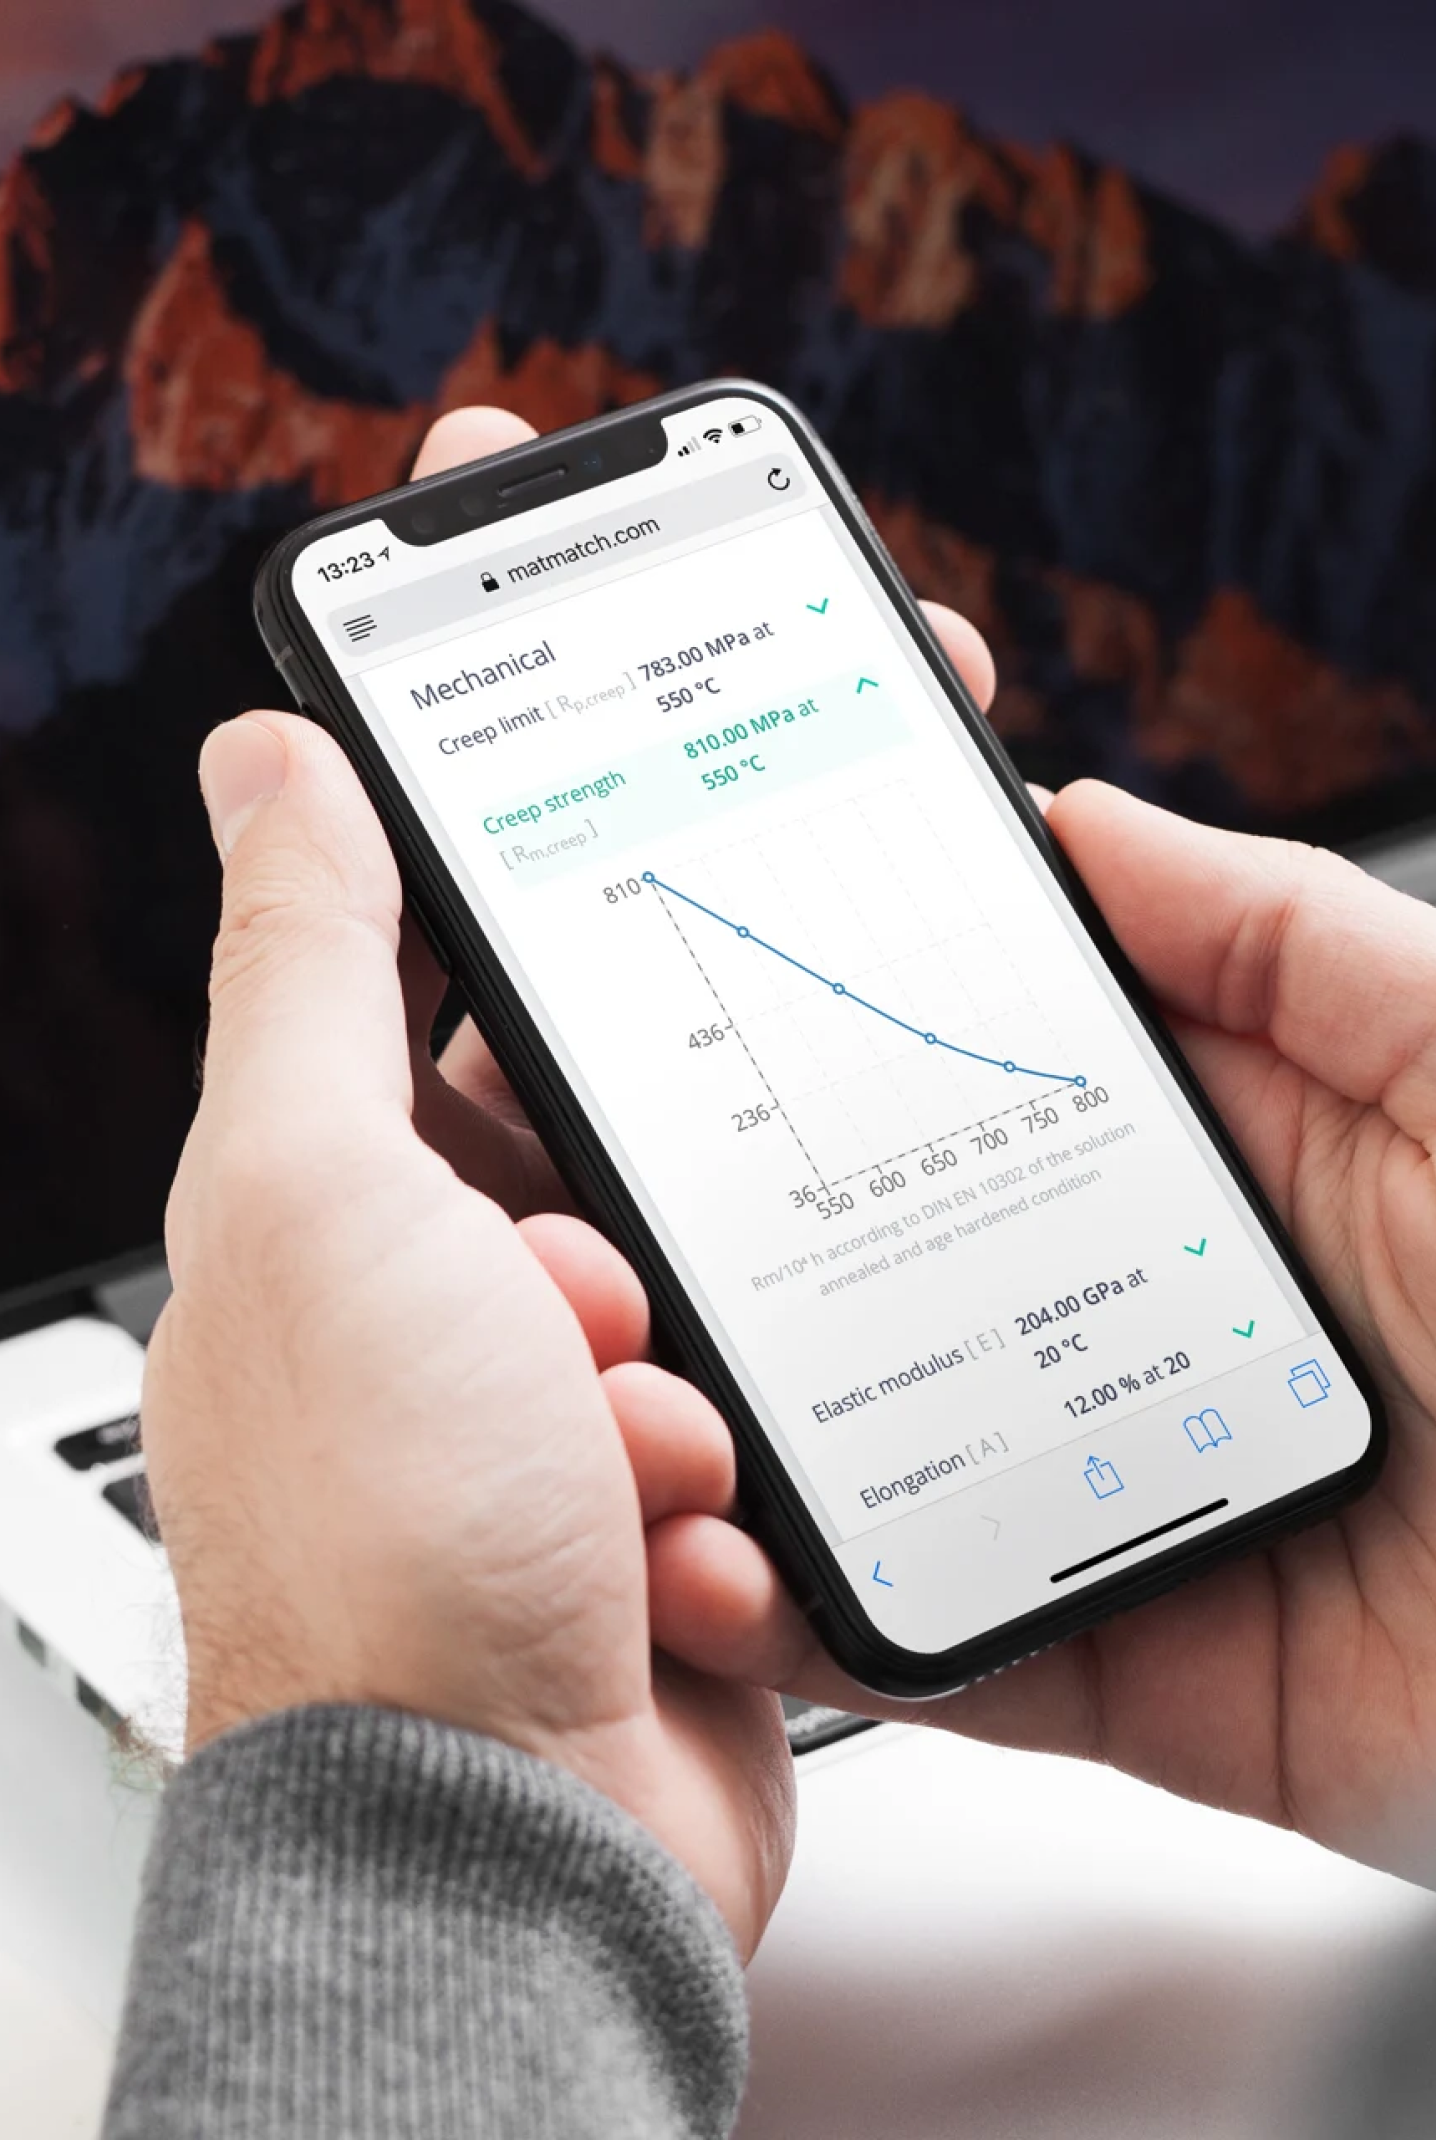 13:23
matmatch.com
Mechanical
Creep limit [ Rp,creep ] 783.00 MPa at
550 °C
Creep strength 810.00 MPa at
[ Rm,creep ] 550 °C
810
436
236
36
550 600 650 700 750 800
Rm/10⁴ h according to DIN EN 10302 of the solution
annealed and age hardened condition
Elastic modulus [ E ] 204.00 GPa at
20 °C
Elongation [ A ] 12.00 % at 20